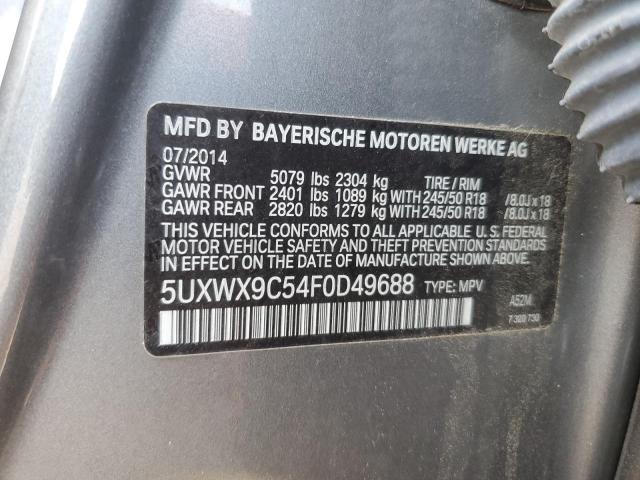 MFD BY BAYERISCHE MOTOREN WERKE AG
07/2014
GVWR 5079 lbs 2304 kg TIRE / RIM
GAWR FRONT 2401 lbs 1089 kg WITH 245/50 R18 /8.0J x 18
GAWR REAR 2820 lbs 1279 kg WITH 245/50 R18 /8.0J x 18
THIS VEHICLE CONFORMS TO ALL APPLICABLE U.S. FEDERAL
MOTOR VEHICLE SAFETY AND THEFT PREVENTION STANDARDS
IN EFFECT ON THE DATE OF MANUFACTURE SHOWN ABOVE.
5UXWX9C54F0D49688 TYPE: MPV A52M
7 320 730